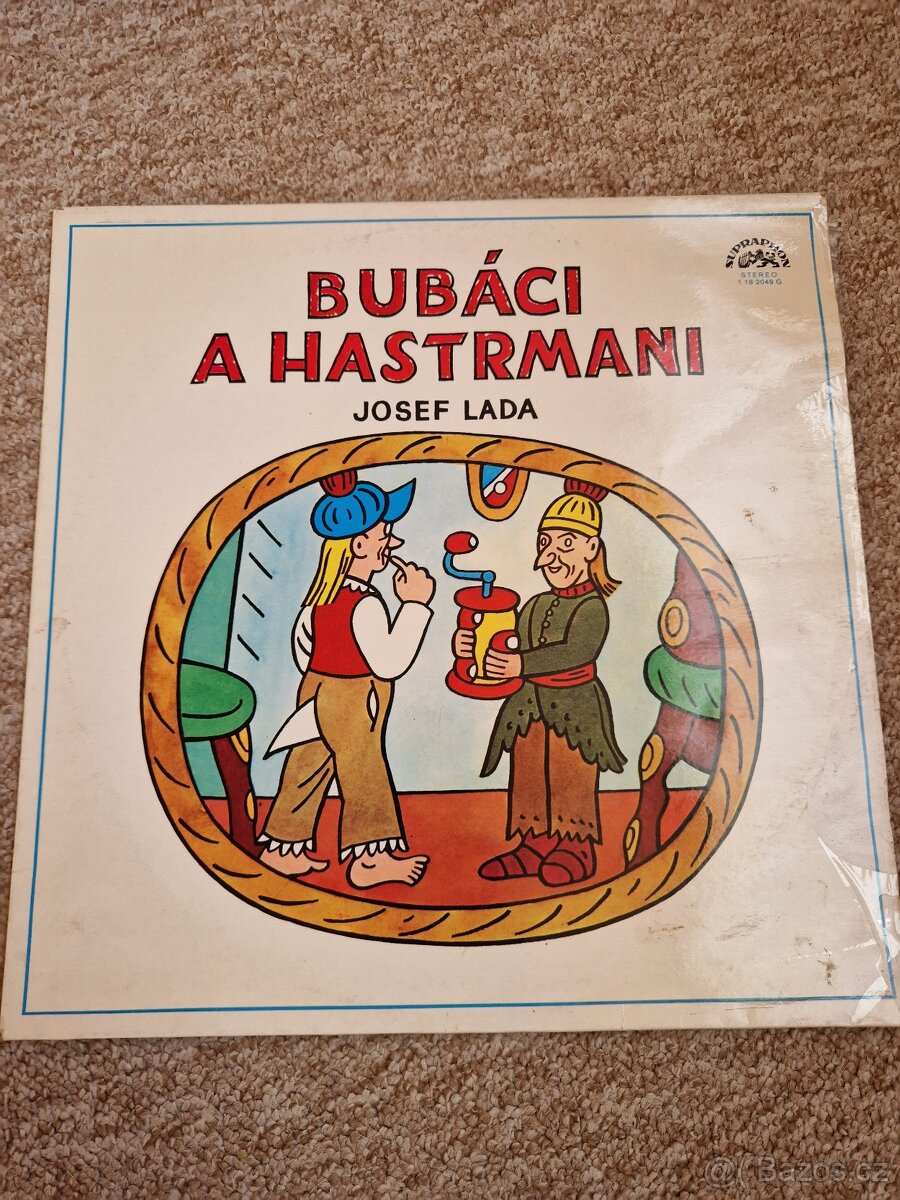 SUPRAPHON
STEREO
1 18 2049 G
BUBÁCI
A HASTRMANI
JOSEF LADA
Bazos.cz